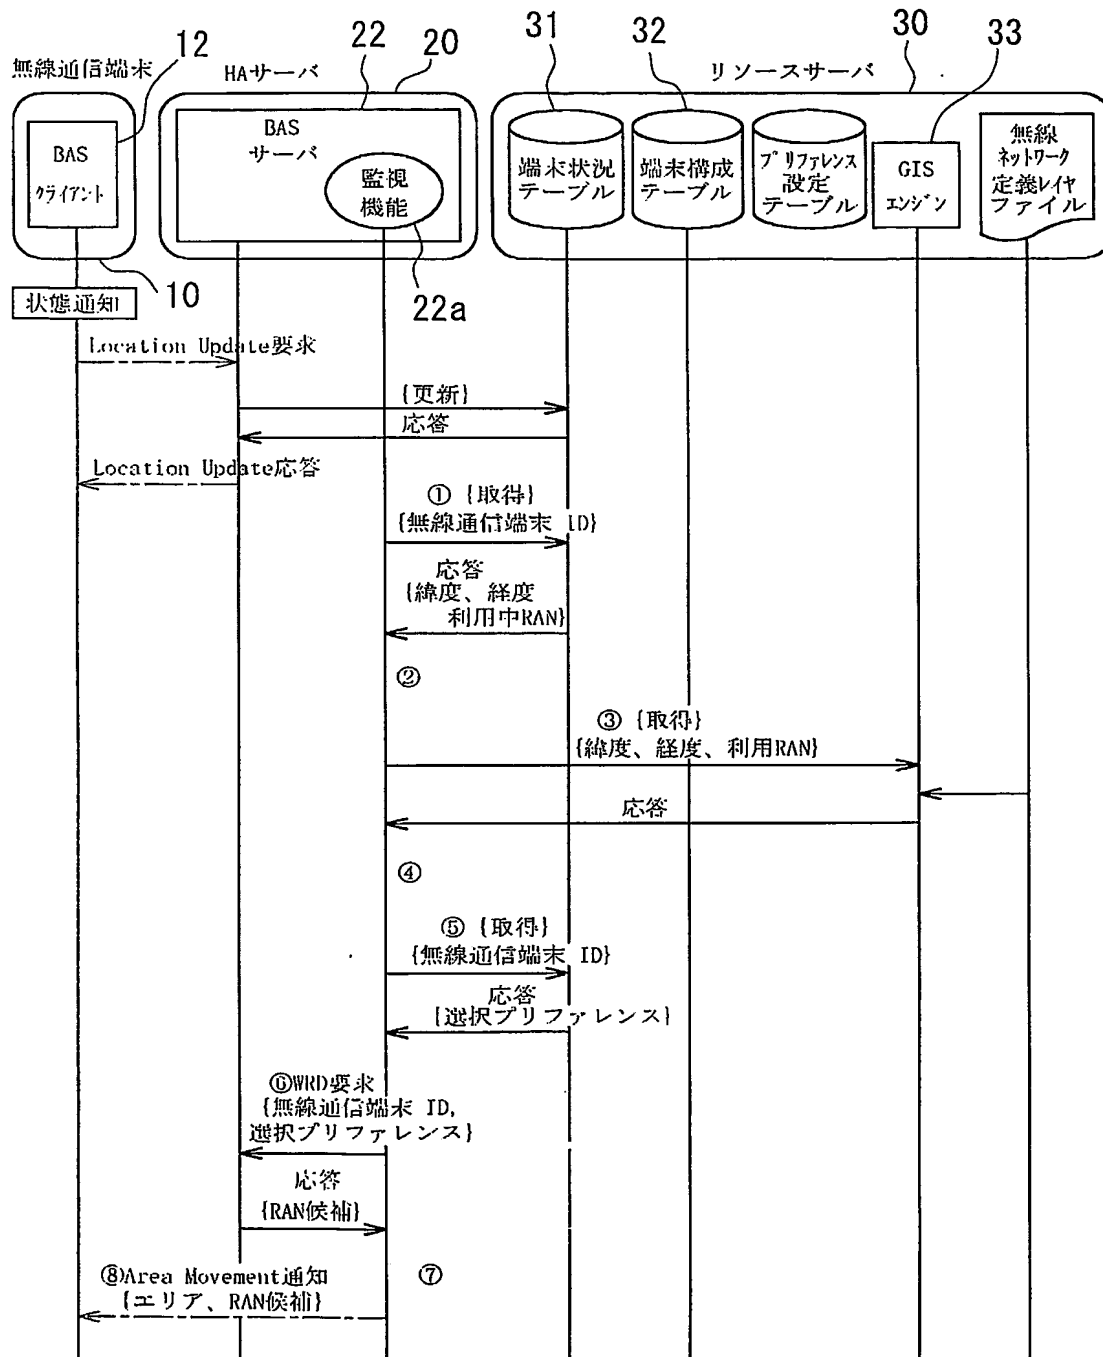 31
32
30
33
12
22
20
無線通信端末
HAサーバ
リソースサーバ
BAS
クライアント
BAS
サーバ
監視
機能
端末状況
テーブル
端末構成
テーブル
プリファレンス
設定
テーブル
GIS
エンジン
無線
ネットワーク
定義レイヤ
ファイル
10
22a
状態通知
Location Update要求
{更新}
応答
Location Update応答
① {取得}
{無線通信端末 ID}
応答
{緯度、経度
利用中RAN}
②
③ {取得}
{緯度、経度、利用RAN}
応答
④
⑤ {取得}
{無線通信端末 ID}
応答
{選択プリファレンス}
⑥WRD要求
{無線通信端末 ID,
選択プリファレンス}
応答
{RAN候補}
⑧Area Movement通知
{エリア、RAN候補}
⑦